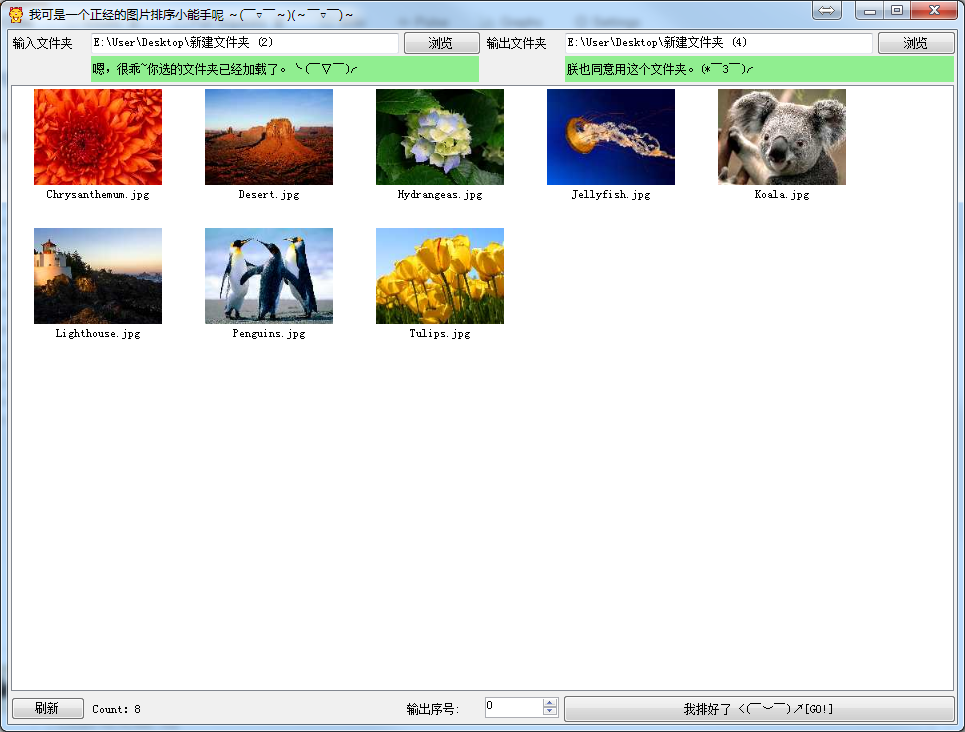 我可是一个正经的图片排序小能手呢 ~(￣▽￣~)(~￣▽￣)~
输入文件夹 E:\User\Desktop\新建文件夹 (2) 浏览 输出文件夹 E:\User\Desktop\新建文件夹 (4) 浏览
嗯，很乖~你选的文件夹已经加载了。╰(￣▽￣)╭ 朕也同意用这个文件夹。(*￣3￣)╭
Chrysanthemum.jpg Desert.jpg Hydrangeas.jpg Jellyfish.jpg Koala.jpg
Lighthouse.jpg Penguins.jpg Tulips.jpg
刷新 Count: 8 输出序号: 0 我排好了 <(￣︶￣)↗[GO!]